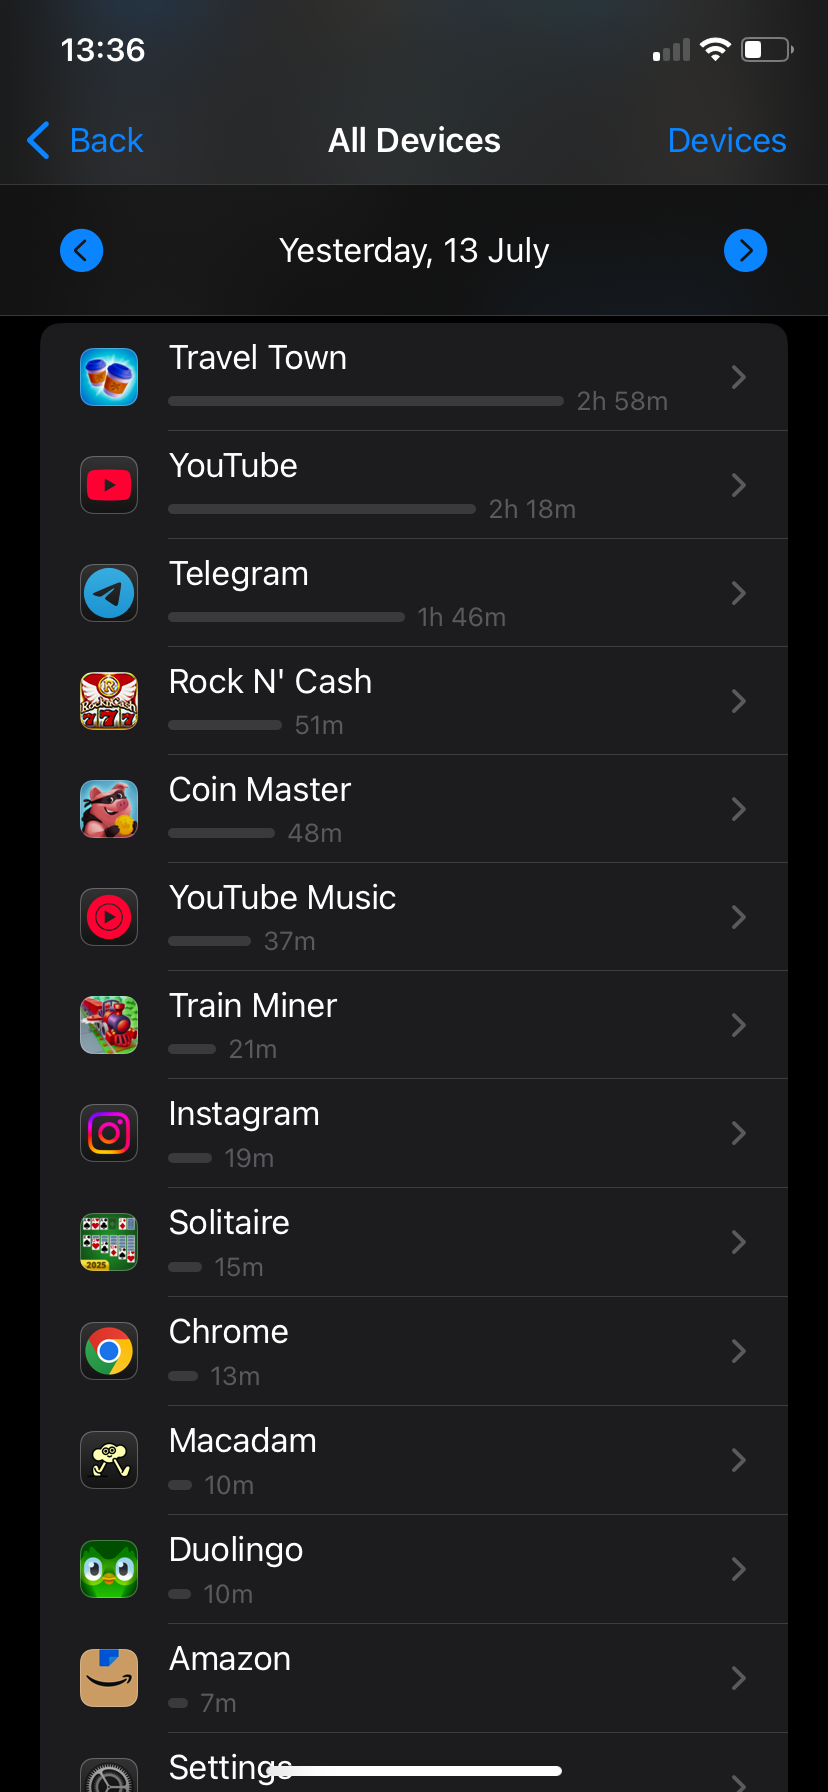 13:36
Back
All Devices
Devices
Yesterday, 13 July
Travel Town
2h 58m
YouTube
2h 18m
Telegram
1h 46m
Rock N' Cash
51m
Coin Master
48m
YouTube Music
37m
Train Miner
21m
Instagram
19m
Solitaire
15m
2025
Chrome
13m
Macadam
10m
Duolingo
10m
Amazon
7m
Settings